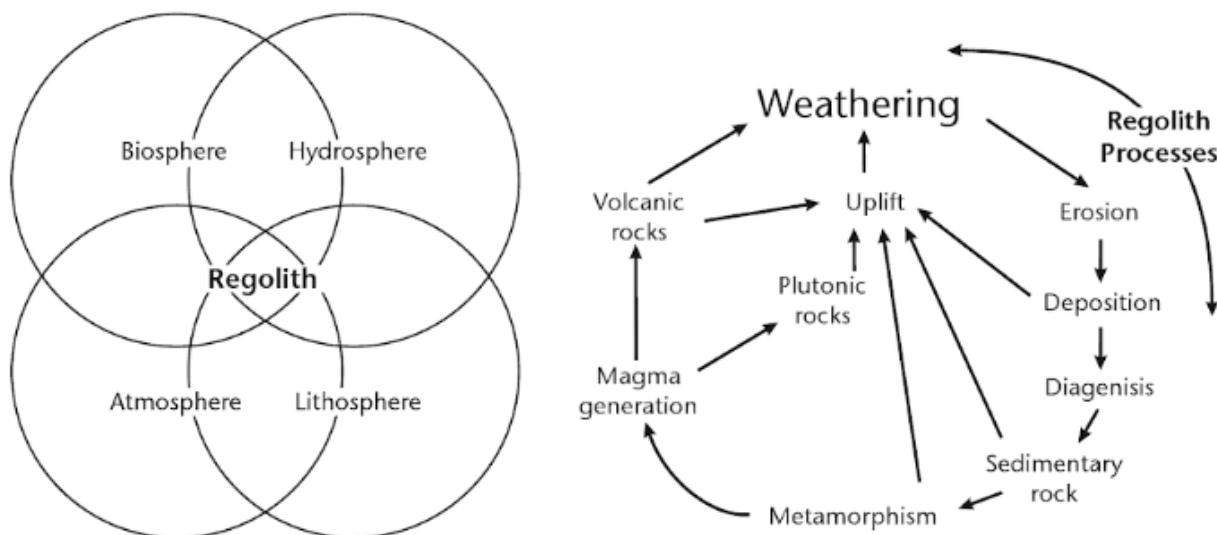 Biosphere
Hydrosphere
Regolith
Atmosphere
Lithosphere
Weathering
Regolith
Processes
Volcanic
rocks
Uplift
Erosion
Plutonic
rocks
Deposition
Magma
generation
Diagenisis
Sedimentary
rock
Metamorphism